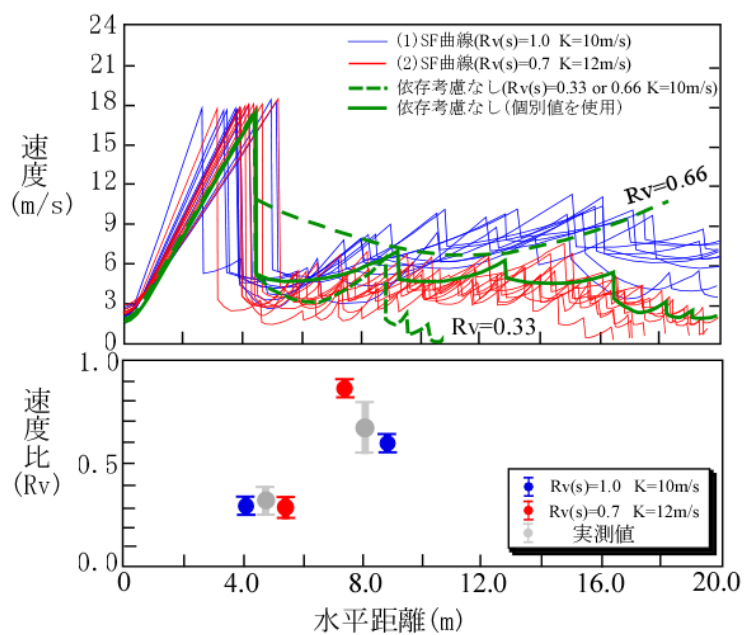 24
21
18
15
12
9
6
3
0
速度
(m/s)
(1)SF曲線(Rv(s)=1.0 K=10m/s)
(2)SF曲線(Rv(s)=0.7 K=12m/s)
依存考慮なし(Rv(s)=0.33 or 0.66 K=10m/s)
依存考慮なし(個別値を使用)
Rv=0.66
Rv=0.33
1.0
0.5
0.0
速度比
(Rv)
Rv(s)=1.0 K=10m/s
Rv(s)=0.7 K=12m/s
実測値
0 4.0 8.0 12.0 16.0 20.0
水平距離(m)